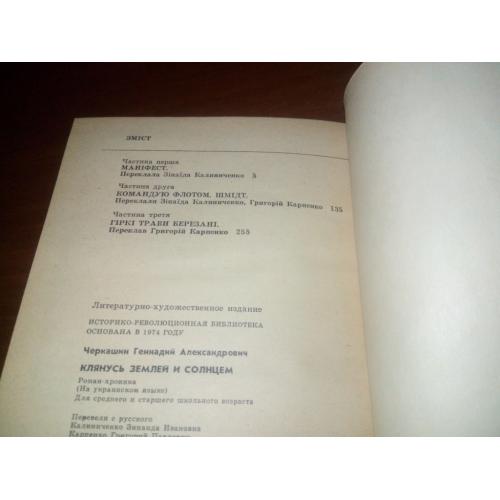 ЗМІСТ
Частина перша
МАНІФЕСТ.
Переклала Зінаїда Калиниченко 5
Частина друга
КОМАНДУЮ ФЛОТОМ. ШМІДТ.
Переклали Зінаїда Калиниченко, Григорій Карпенко 135
Частина третя
ГІРКІ ТРАВИ БЕРЕЗАНІ.
Переклав Григорій Карпенко 255
Литературно-художественное издание
ИСТОРИКО-РЕВОЛЮЦИОННАЯ БИБЛИОТЕКА
ОСНОВАНА В 1974 ГОДУ
Черкашин Геннадий Александрович
КЛЯНУСЬ ЗЕМЛЕЙ И СОЛНЦЕМ
Роман-хроника
(На украинском языке)
Для среднего и старшего школьного возраста
Перевели с русского
Калиниченко Зинаида Ивановна
Карпенко Григорий Павлович